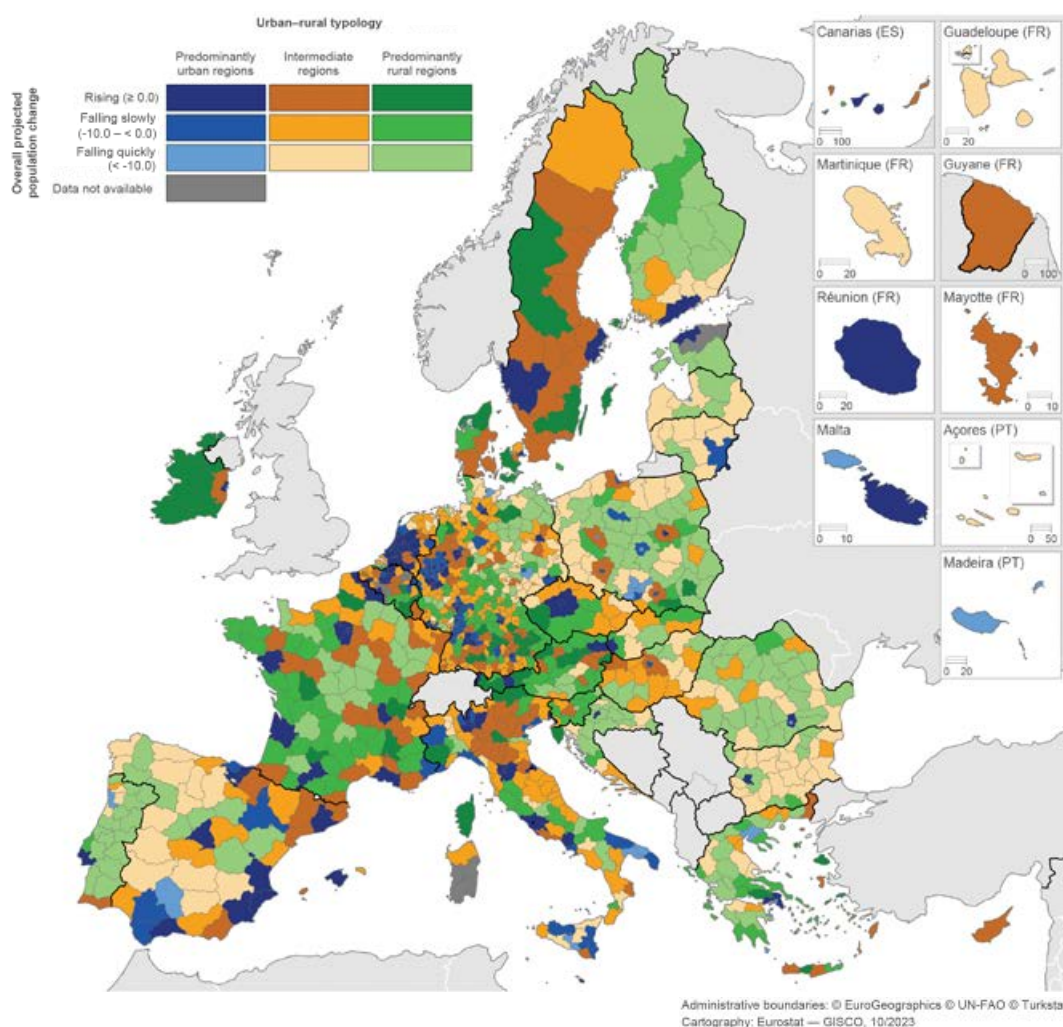 Urban–rural typology
Predominantly
urban regions
Intermediate
regions
Predominantly
rural regions
Overall projected
population change
Rising (≥ 0.0)
Falling slowly
(-10.0 – < 0.0)
Falling quickly
(< -10.0)
Data not available
Canarias (ES)
0 100
Guadeloupe (FR)
0 20
Martinique (FR)
0 20
Guyane (FR)
0 100
Réunion (FR)
0 20
Mayotte (FR)
0 10
Malta
0 10
Açores (PT)
0 50
Madeira (PT)
0 20
Administrative boundaries: © EuroGeographics © UN-FAO © Turksta
Cartography: Eurostat — GISCO, 10/2023